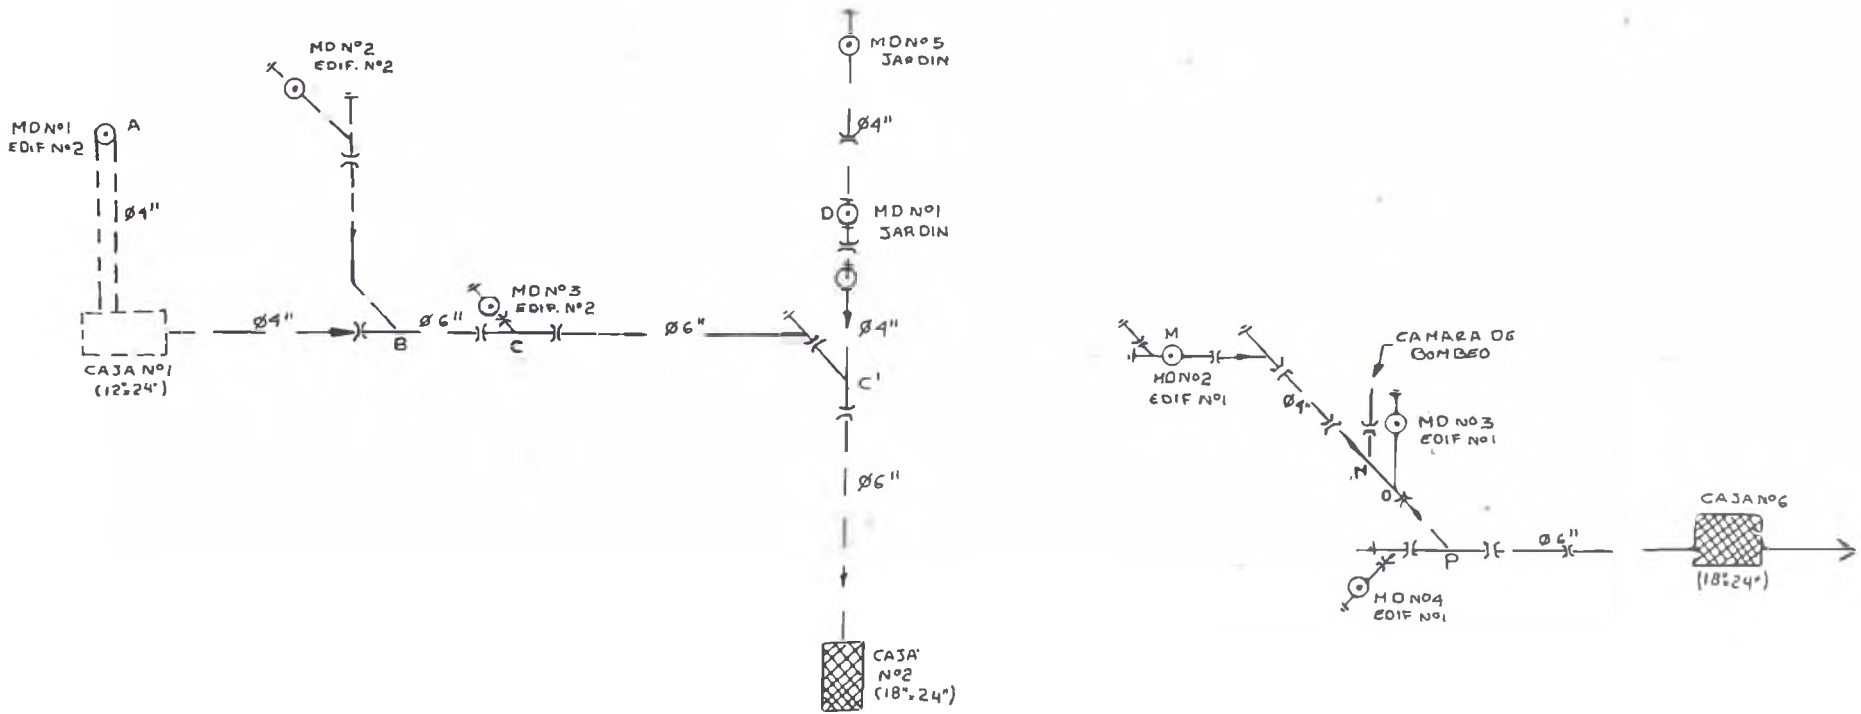 MD Nº1
EDIF Nº2
A
Ø4"
CAJA Nº1
(12"x24")
MD Nº2
EDIF. Nº2
Ø4"
B
Ø6"
MD Nº3
EDIF. Nº2
C
Ø6"
MD Nº5
JARDIN
Ø4"
D
MD Nº1
JARDIN
Ø4"
C'
Ø6"
CAJA
Nº2
(18"x24")
M
MD Nº2
EDIF Nº1
Ø4"
CAMARA DE
BOMBEO
MD Nº3
EDIF Nº1
N
O
P
Ø6"
MD Nº4
EDIF Nº1
CAJA Nº6
(18"x24")